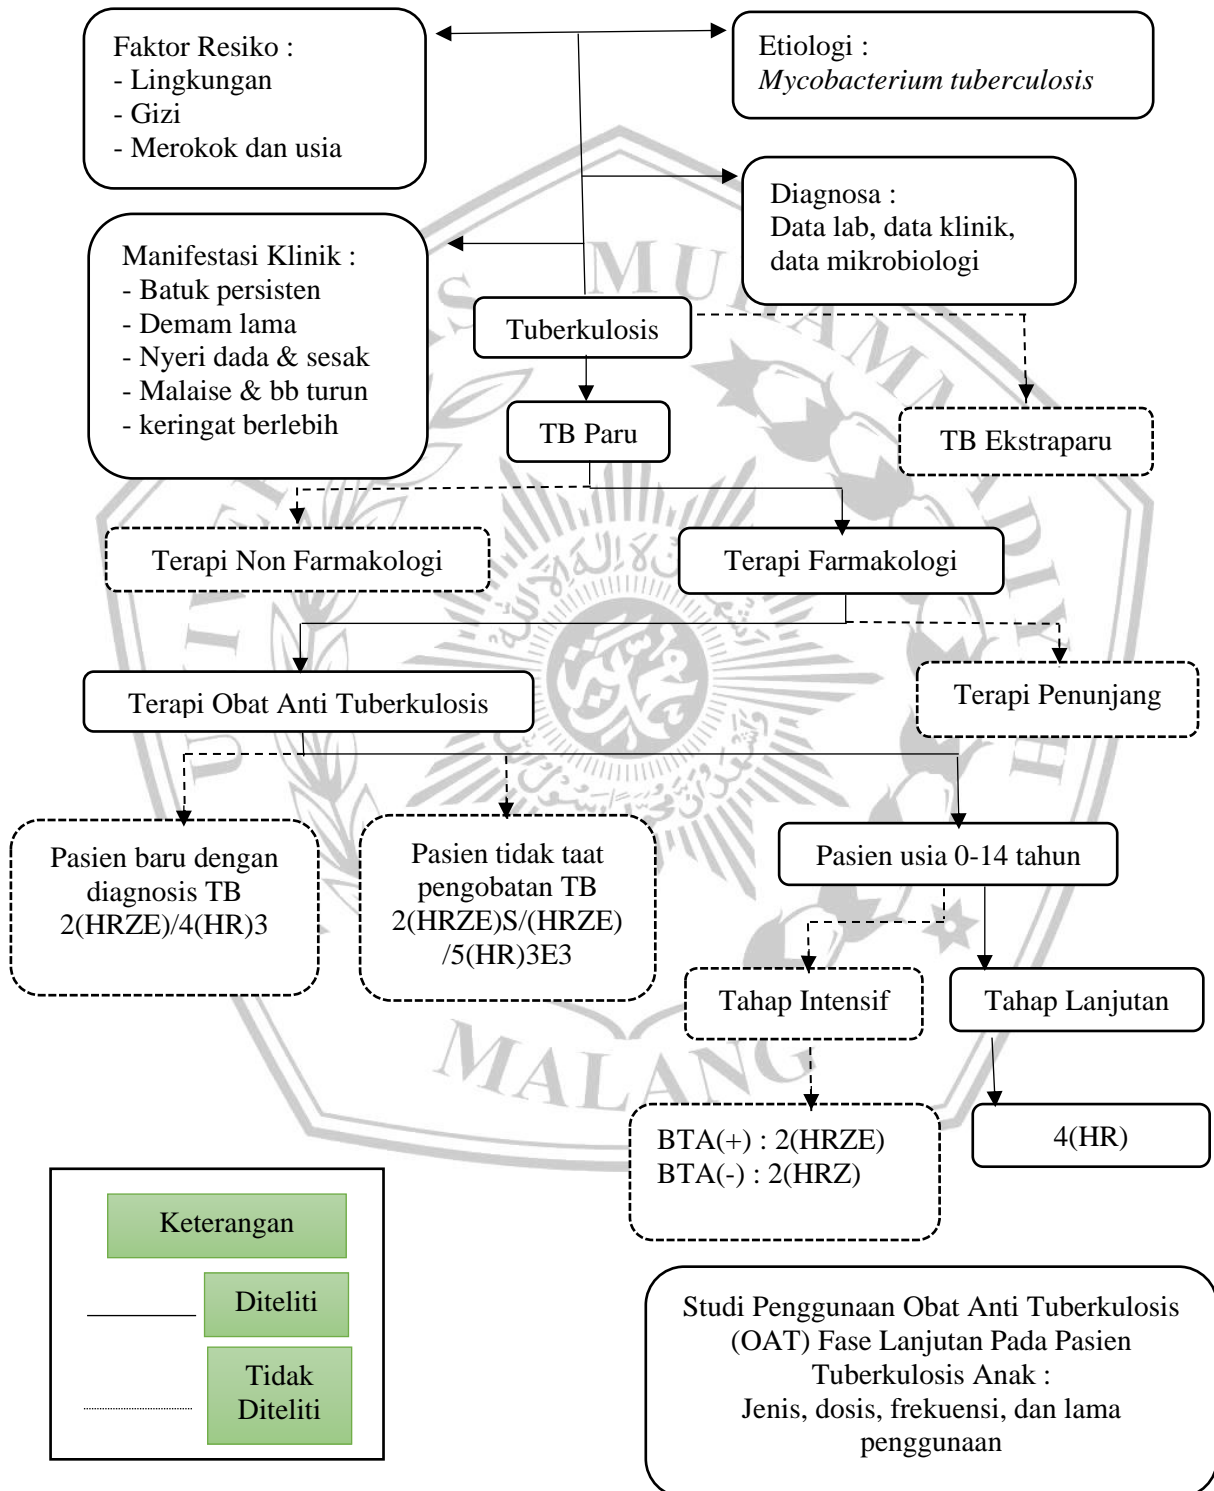 Faktor Resiko :
- Lingkungan
- Gizi
- Merokok dan usia
Etiologi :
Mycobacterium tuberculosis
Diagnosa :
Data lab, data klinik,
data mikrobiologi
Manifestasi Klinik :
- Batuk persisten
- Demam lama
- Nyeri dada & sesak
- Malaise & bb turun
- keringat berlebih
Tuberkulosis
TB Paru
TB Ekstraparu
Terapi Non Farmakologi
Terapi Farmakologi
Terapi Obat Anti Tuberkulosis
Terapi Penunjang
Pasien baru dengan
diagnosis TB
2(HRZE)/4(HR)3
Pasien tidak taat
pengobatan TB
2(HRZE)S/(HRZE)
/5(HR)3E3
Pasien usia 0-14 tahun
Tahap Intensif
Tahap Lanjutan
BTA(+) : 2(HRZE)
BTA(-) : 2(HRZ)
4(HR)
Keterangan
Diteliti
Tidak
Diteliti
Studi Penggunaan Obat Anti Tuberkulosis
(OAT) Fase Lanjutan Pada Pasien
Tuberkulosis Anak :
Jenis, dosis, frekuensi, dan lama
penggunaan
MALANG